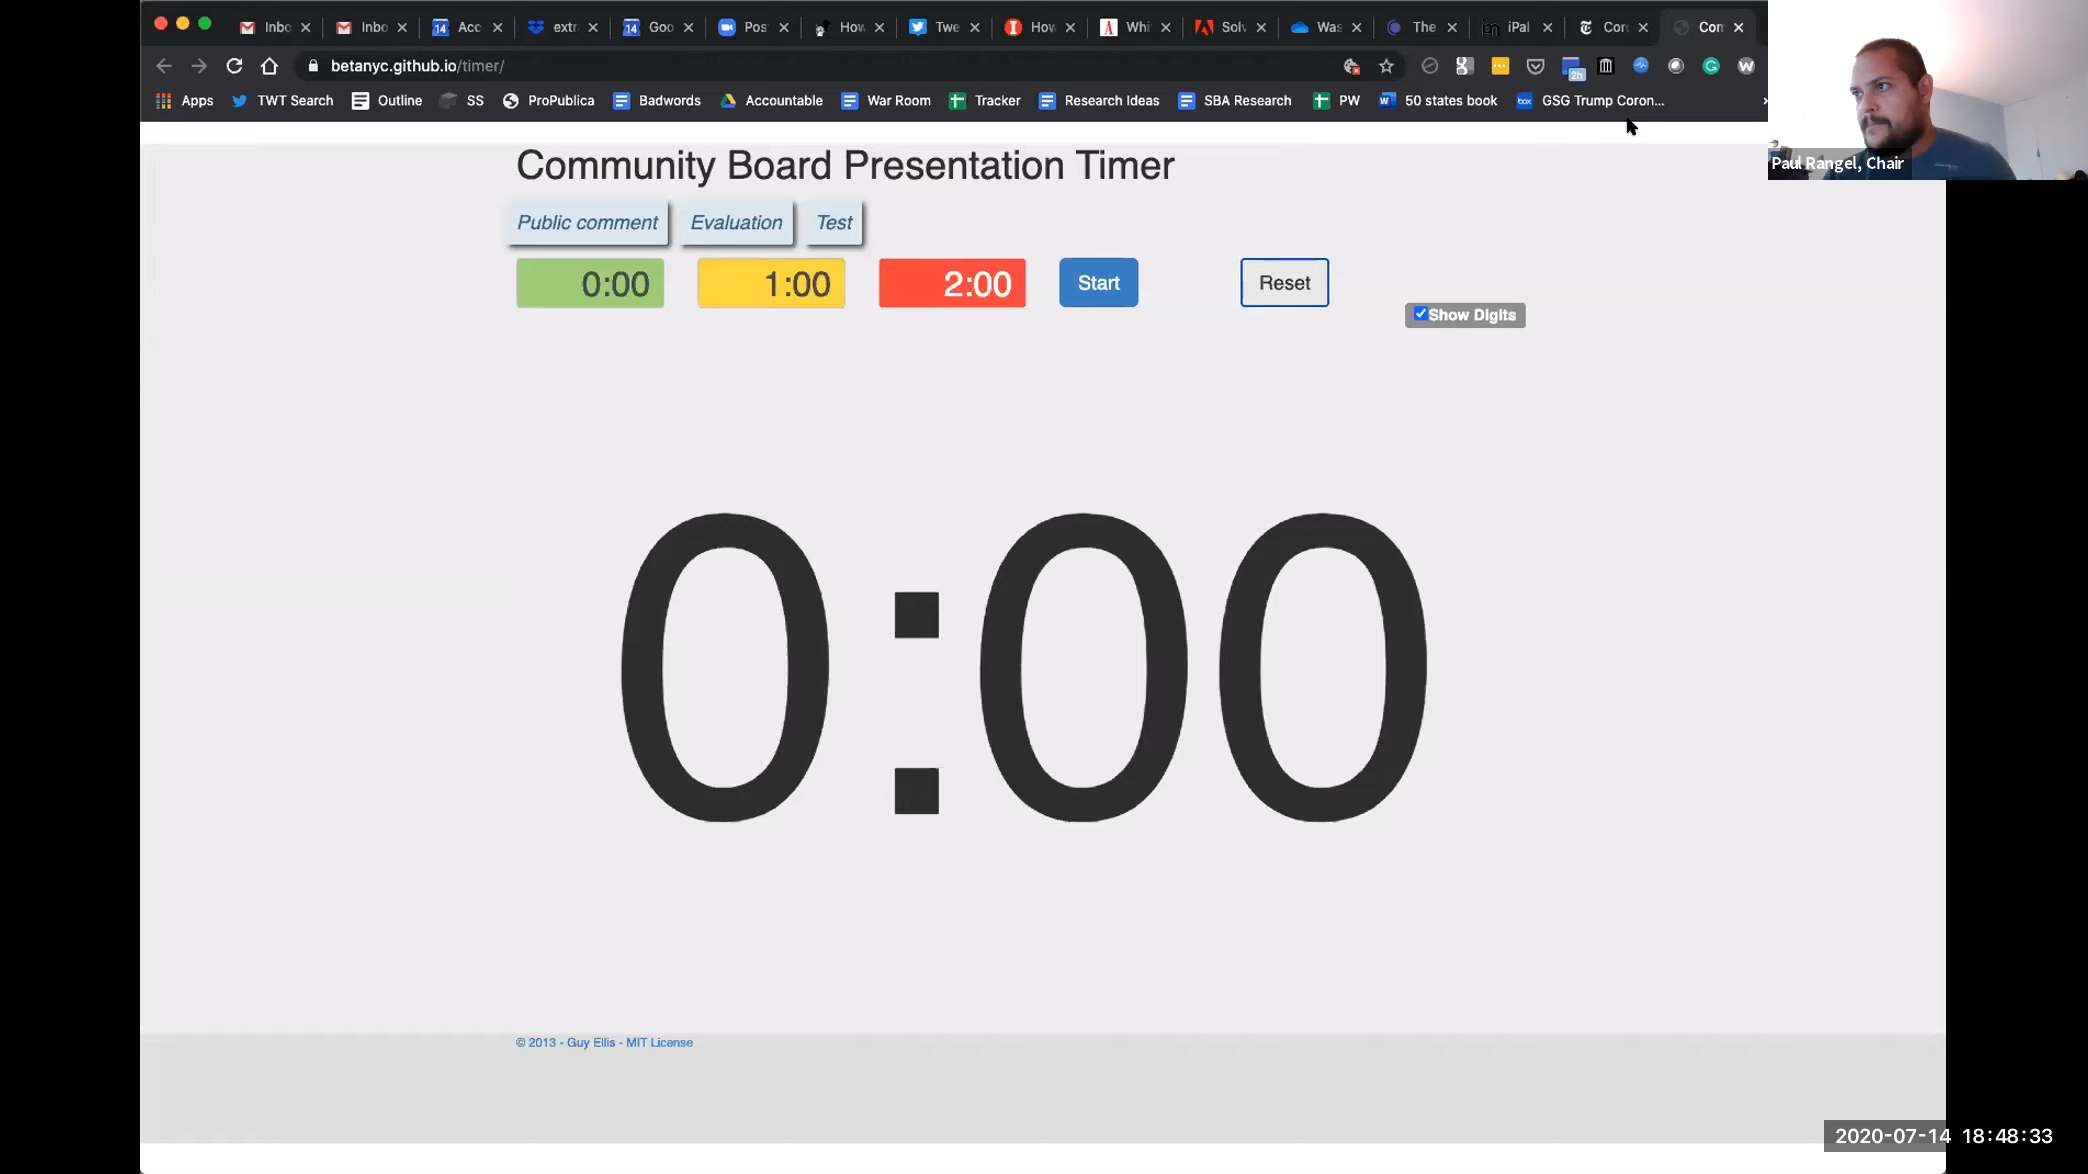 Inbo Inbo Acc extr Goo Pos How Twe How Whi Solv Was The iPal Cor Con
betanyc.github.io/timer/
Apps TWT Search Outline SS ProPublica Badwords Accountable War Room Tracker Research Ideas SBA Research PW 50 states book GSG Trump Coron...
Paul Rangel, Chair
Community Board Presentation Timer
Public comment Evaluation Test
0:00 1:00 2:00 Start Reset
Show Digits
0:00
© 2013 - Guy Ellis - MIT License
2020-07-14 18:48:33